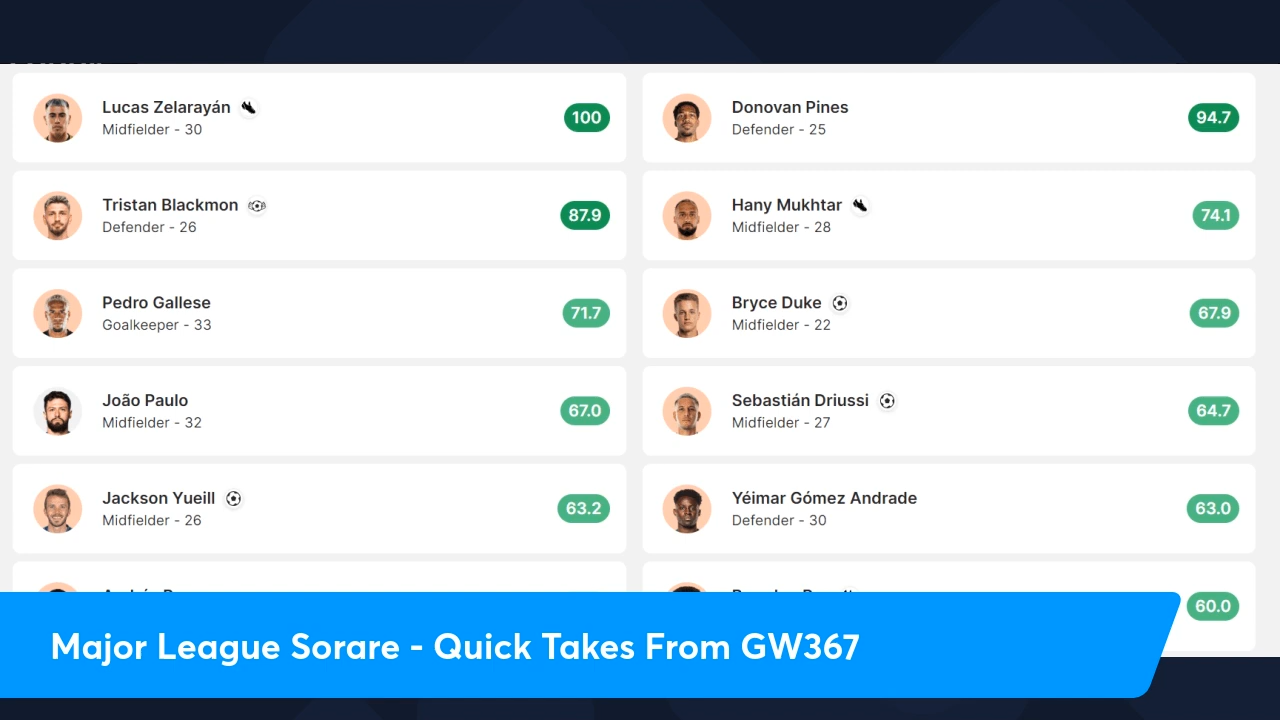 Lucas Zelarayán
Midfielder - 30
100
Donovan Pines
Defender - 25
94.7
Tristan Blackmon
Defender - 26
87.9
Hany Mukhtar
Midfielder - 28
74.1
Pedro Gallese
Goalkeeper - 33
71.7
Bryce Duke
Midfielder - 22
67.9
João Paulo
Midfielder - 32
67.0
Sebastián Driussi
Midfielder - 27
64.7
Jackson Yueill
Midfielder - 26
63.2
Yéimar Gómez Andrade
Defender - 30
63.0
60.0
Major League Sorare - Quick Takes From GW367